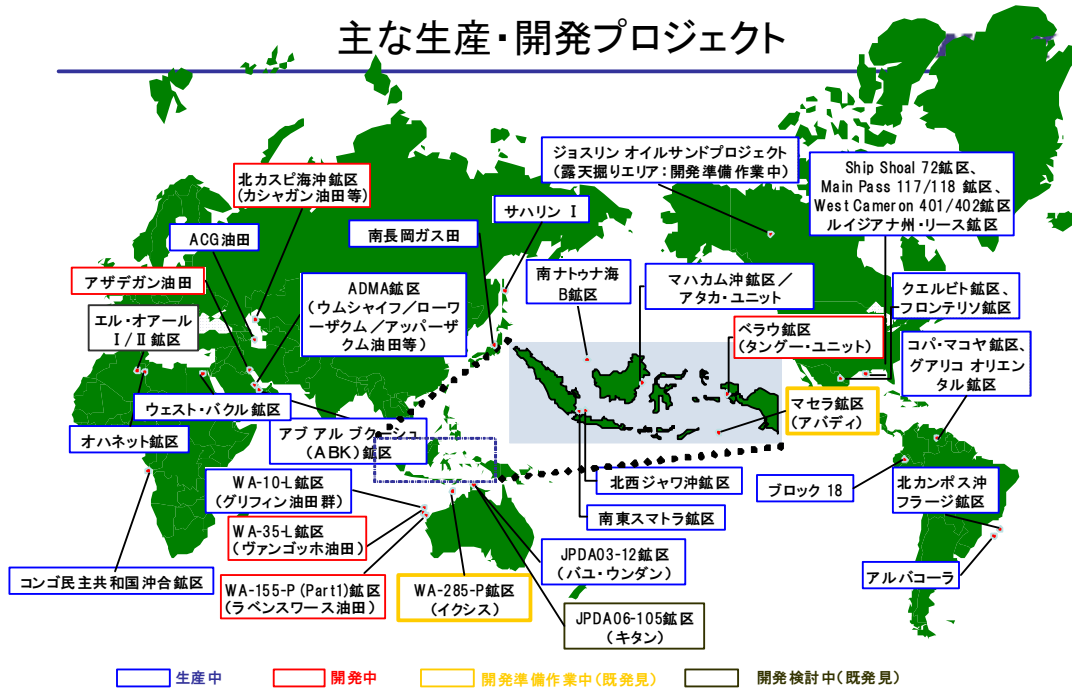 主な生産・開発プロジェクト
ジョスリン オイルサンドプロジェクト
（露天掘りエリア：開発準備作業中）
Ship Shoal 72鉱区、
Main Pass 117/118 鉱区、
West Cameron 401/402鉱区
ルイジアナ州・リース鉱区
北カスピ海沖鉱区
（カシャガン油田等）
サハリン Ⅰ
ACG油田
南長岡ガス田
アザデガン油田
ADMA鉱区
（ウムシャイフ／ローワ
ーザクム／アッパーザ
クム油田等）
南ナトゥナ海
B鉱区
マハカム沖鉱区／
アタカ・ユニット
クエルビト鉱区、
フロンテリソ鉱区
エル・オアール
Ⅰ/Ⅱ鉱区
ベラウ鉱区
（タングー・ユニット）
コパ・マコヤ鉱区、
グアリコ オリエン
タル鉱区
ウェスト・バクル鉱区
マセラ鉱区
（アバディ）
オハネット鉱区
アブ アル ブクーシュ
（ABK）鉱区
WA-10-L鉱区
（グリフィン油田群）
北西ジャワ沖鉱区
ブロック 18
北カンポス沖
フラージ鉱区
南東スマトラ鉱区
WA-35-L鉱区
（ヴァンゴッホ油田）
JPDA03-12鉱区
（バユ・ウンダン）
コンゴ民主共和国沖合鉱区
WA-155-P (Part1)鉱区
（ラベンスワース油田）
WA-285-P鉱区
（イクシス）
アルバコーラ
JPDA06-105鉱区
（キタン）
生産中
開発中
開発準備作業中（既発見）
開発検討中（既発見）